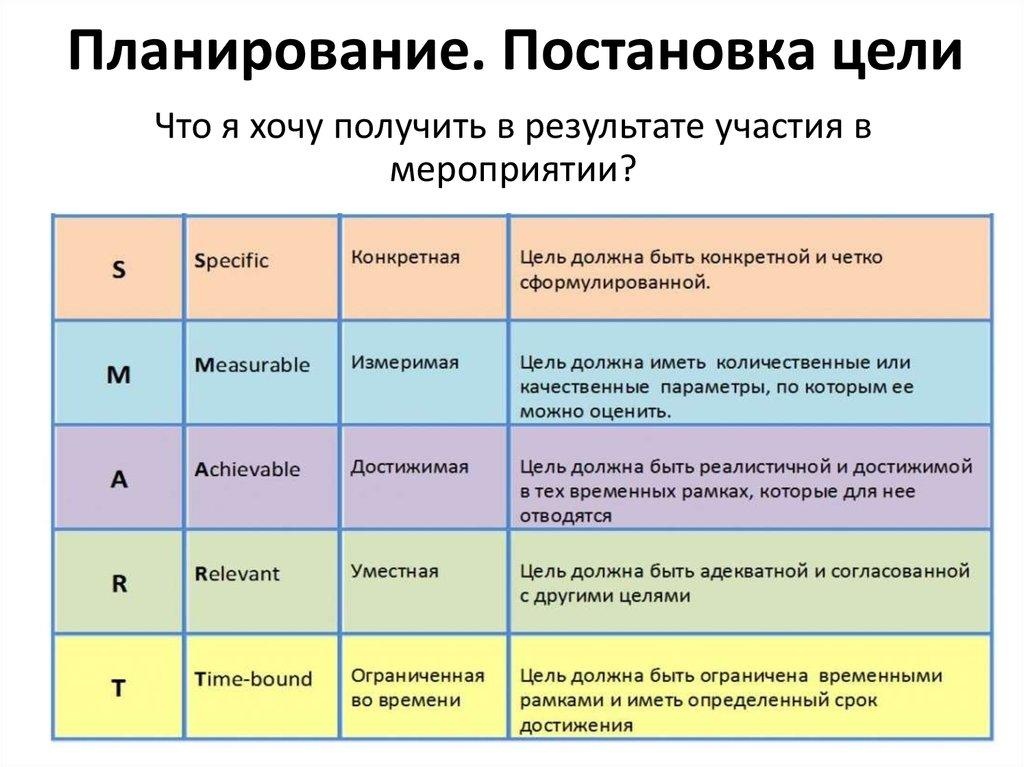 Планирование. Постановка цели
Что я хочу получить в результате участия в
мероприятии?
S
Specific
Конкретная
Цель должна быть конкретной и четко
сформулированной.
M
Measurable
Измеримая
Цель должна иметь количественные или
качественные параметры, по которым ее
можно оценить.
A
Achievable
Достижимая
Цель должна быть реалистичной и достижимой
в тех временных рамках, которые для нее
отводятся
R
Relevant
Уместная
Цель должна быть адекватной и согласованной
с другими целями
T
Time-bound
Ограниченная
во времени
Цель должна быть ограничена временными
рамками и иметь определенный срок
достижения